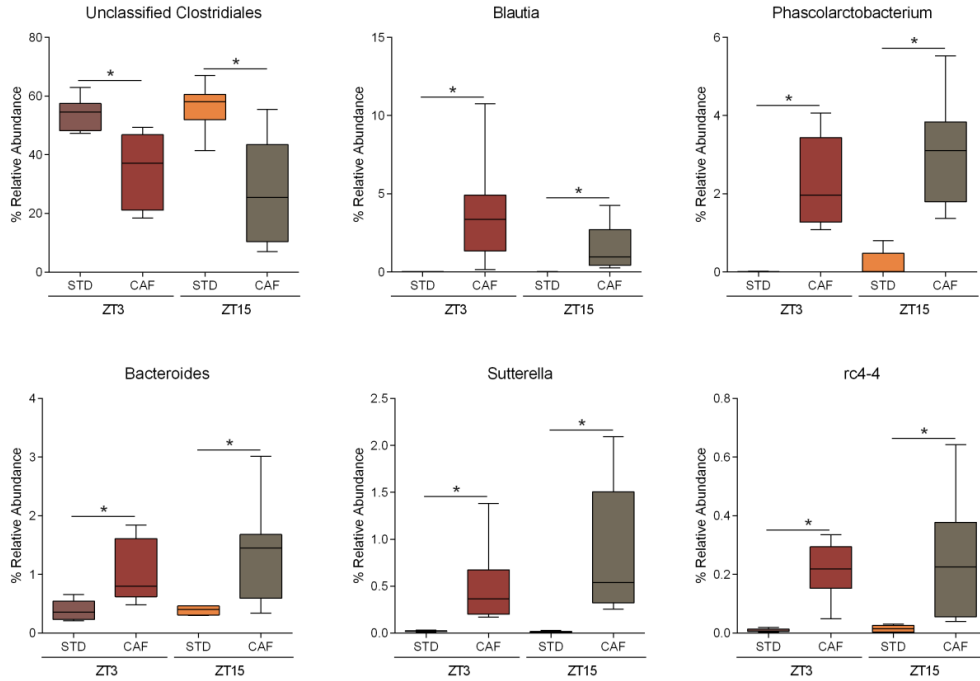 Unclassified Clostridiales
% Relative Abundance
80
60
40
20
0
*
*
STD
CAF
STD
CAF
ZT3
ZT15
Blautia
% Relative Abundance
15
10
5
0
*
*
STD
CAF
STD
CAF
ZT3
ZT15
Phascolarctobacterium
% Relative Abundance
6
4
2
0
*
*
STD
CAF
STD
CAF
ZT3
ZT15
Bacteroides
% Relative Abundance
4
3
2
1
0
*
*
STD
CAF
STD
CAF
ZT3
ZT15
Sutterella
% Relative Abundance
2.5
2.0
1.5
1.0
0.5
0.0
*
*
STD
CAF
STD
CAF
ZT3
ZT15
rc4-4
% Relative Abundance
0.8
0.6
0.4
0.2
0.0
*
*
STD
CAF
STD
CAF
ZT3
ZT15